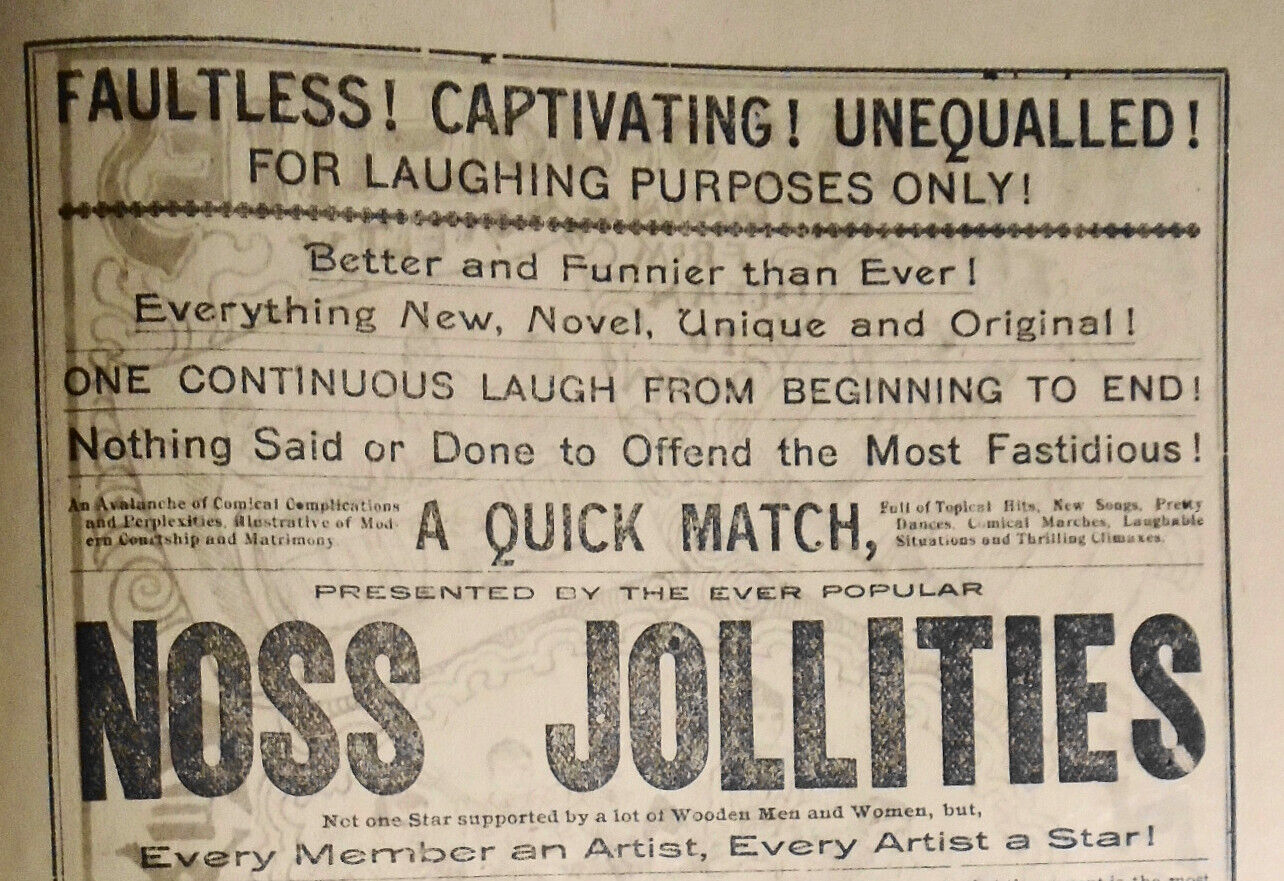 FAULTLESS! CAPTIVATING! UNEQUALLED!
FOR LAUGHING PURPOSES ONLY!
Better and Funnier than Ever!
Everything New, Novel, Unique and Original!
ONE CONTINUOUS LAUGH FROM BEGINNING TO END!
Nothing Said or Done to Offend the Most Fastidious!
An Avalanche of Comical Complications
and Perplexities, illustrative of Mod-
ern Courtship and Matrimony.
A QUICK MATCH,
Full of Topical Hits, New Songs, Pretty
Dances, Comical Marches, Laughable
Situations and Thrilling Climaxes.
PRESENTED BY THE EVER POPULAR
NOSS JOLLITIES
Not one Star supported by a lot of Wooden Men and Women, but,
Every Member an Artist, Every Artist a Star!